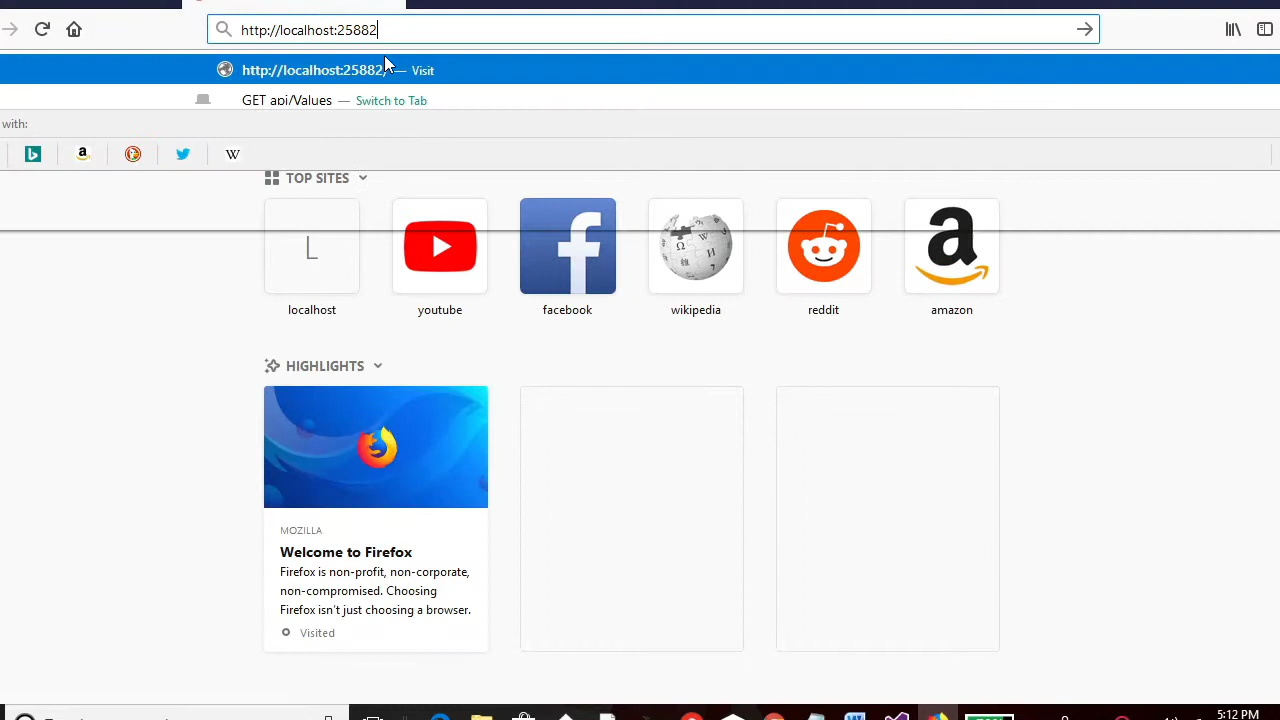 http://localhost:25882
http://localhost:25882/ — Visit
GET api/Values — Switch to Tab
with:
a
W
TOP SITES
L
a
localhost youtube facebook wikipedia reddit amazon
HIGHLIGHTS
MOZILLA
Welcome to Firefox
Firefox is non-profit, non-corporate,
non-compromised. Choosing
Firefox isn't just choosing a browser.
Visited
5:12 PM